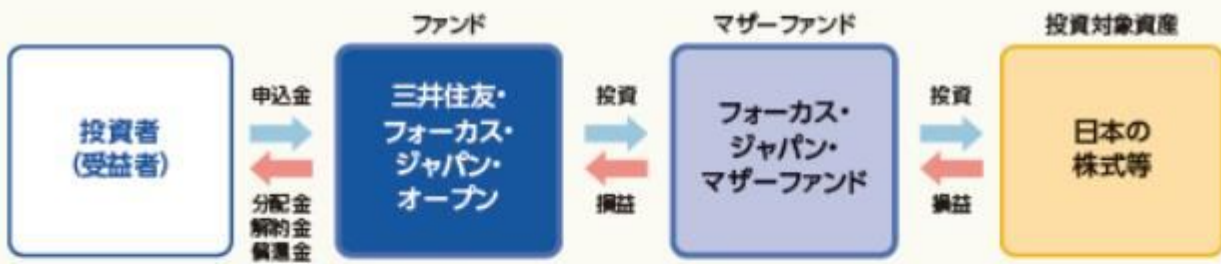 ファンド
マザーファンド
投資対象資産
投資者
(受益者)
申込金
分配金
解約金
償還金
三井住友・
フォーカス・
ジャパン・
オープン
投資
損益
フォーカス・
ジャパン・
マザーファンド
投資
損益
日本の
株式等